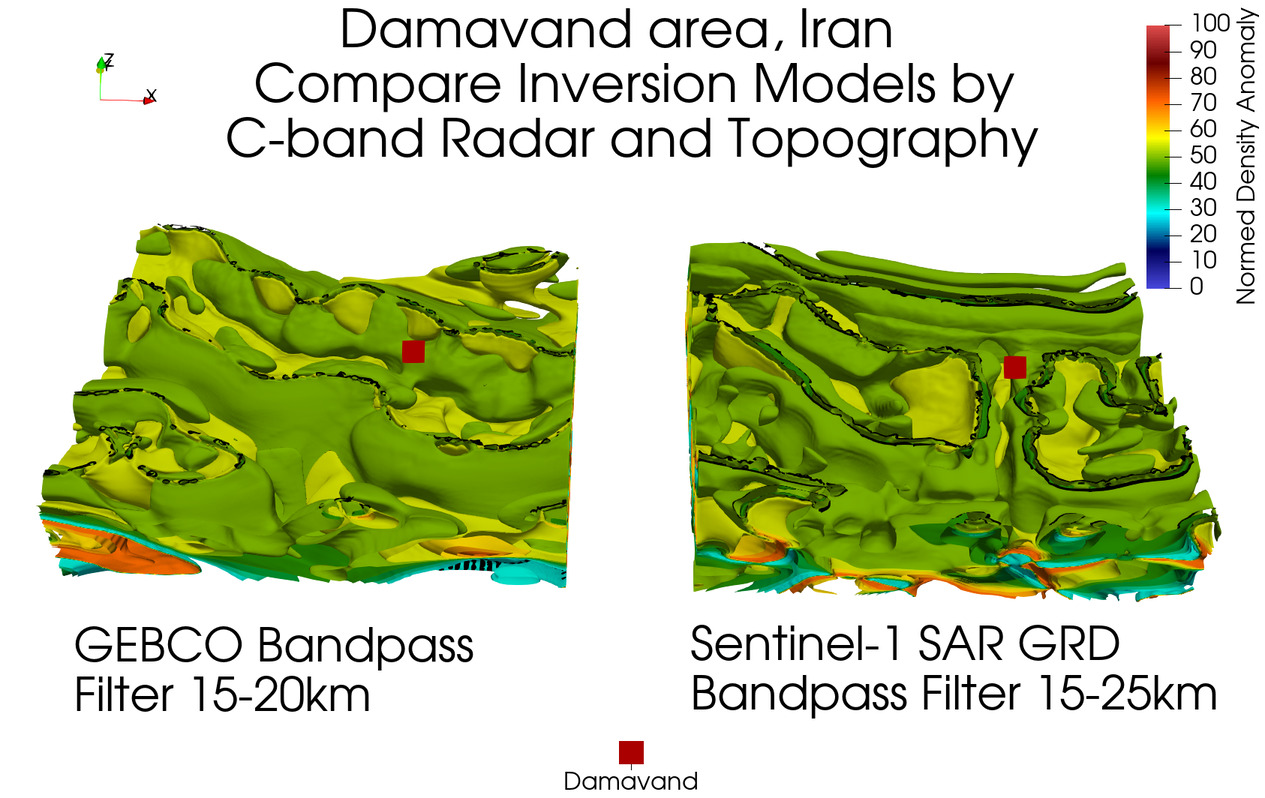 Damavand area, Iran
Compare Inversion Models by
C-band Radar and Topography
Z
X
100
90
80
70
60
50
40
30
20
10
0
Normed Density Anomaly
GEBCO Bandpass
Filter 15-20km
Sentinel-1 SAR GRD
Bandpass Filter 15-25km
Damavand